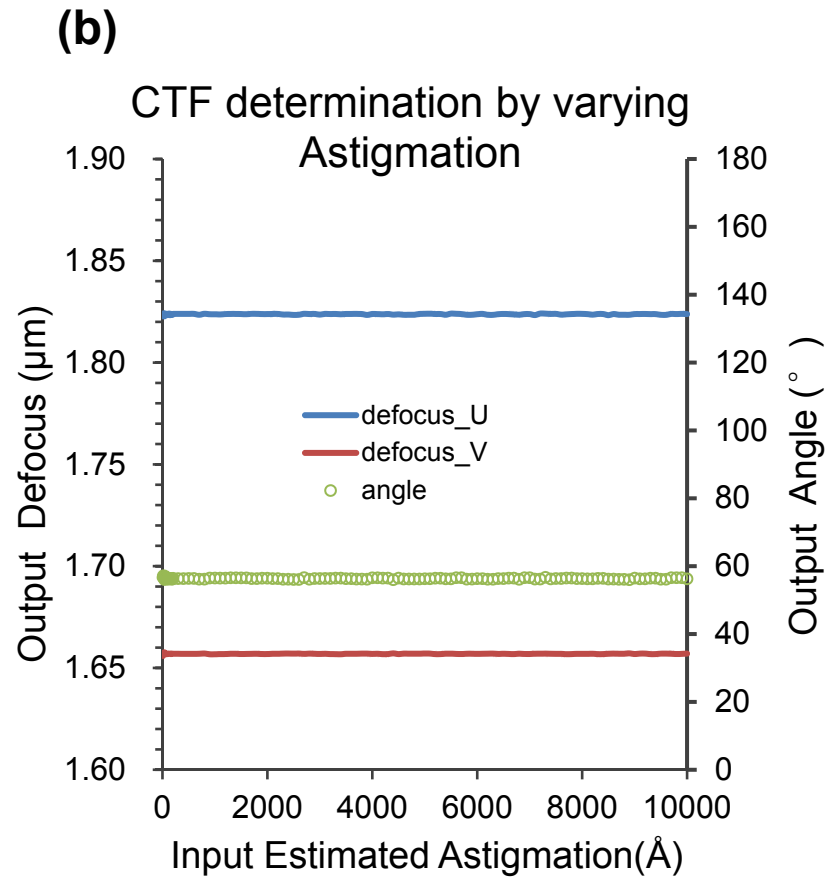 (b)
CTF determination by varying
Astigmation
1.90
1.85
1.80
1.75
1.70
1.65
1.60
Output Defocus (μm)
defocus_U
defocus_V
angle
180
160
140
120
100
80
60
40
20
0
Output Angle (°)
0 2000 4000 6000 8000 10000
Input Estimated Astigmation(Å)